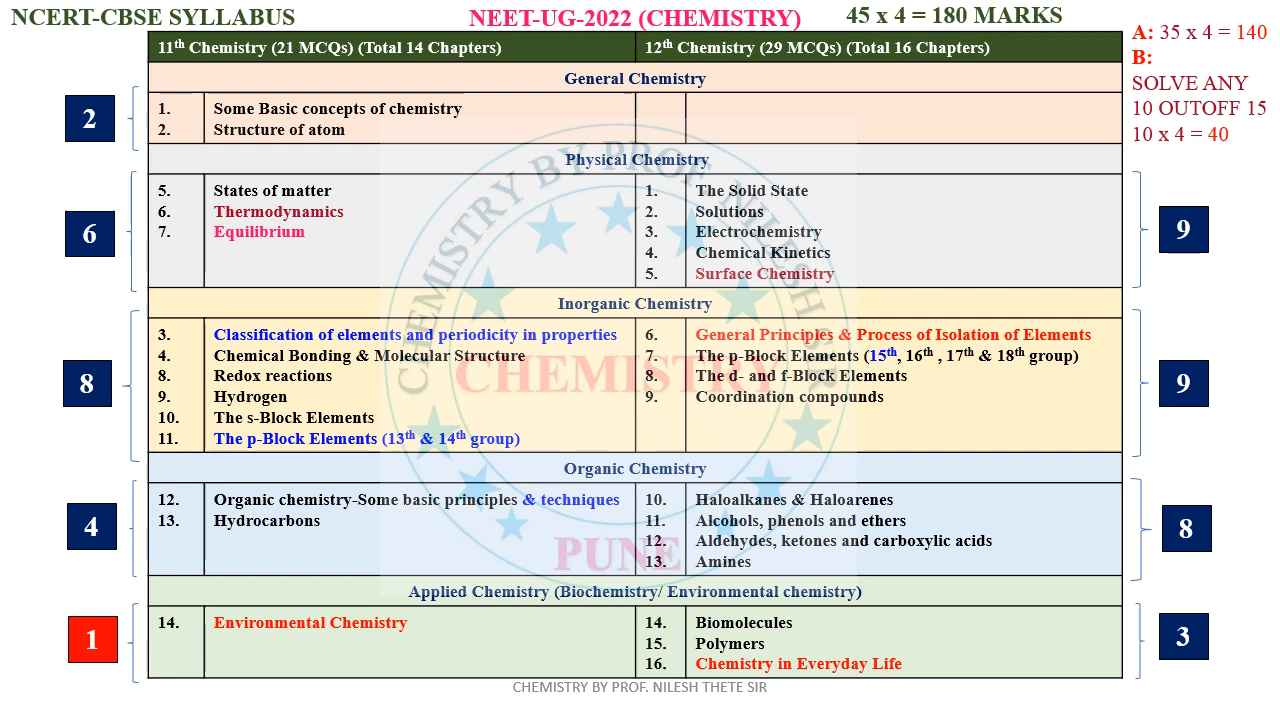 NCERT-CBSE SYLLABUS
NEET-UG-2022 (CHEMISTRY)
45 x 4 = 180 MARKS
A: 35 x 4 = 140
B:
SOLVE ANY
10 OUTOFF 15
10 x 4 = 40
11th Chemistry (21 MCQs) (Total 14 Chapters)
12th Chemistry (29 MCQs) (Total 16 Chapters)
General Chemistry
2
1. Some Basic concepts of chemistry
2. Structure of atom
Physical Chemistry
6
5. States of matter
6. Thermodynamics
7. Equilibrium
1. The Solid State
2. Solutions
3. Electrochemistry
4. Chemical Kinetics
5. Surface Chemistry
9
Inorganic Chemistry
8
3. Classification of elements and periodicity in properties
4. Chemical Bonding & Molecular Structure
8. Redox reactions
9. Hydrogen
10. The s-Block Elements
11. The p-Block Elements (13th & 14th group)
6. General Principles & Process of Isolation of Elements
7. The p-Block Elements (15th, 16th , 17th & 18th group)
8. The d- and f-Block Elements
9. Coordination compounds
9
Organic Chemistry
4
12. Organic chemistry-Some basic principles & techniques
13. Hydrocarbons
10. Haloalkanes & Haloarenes
11. Alcohols, phenols and ethers
12. Aldehydes, ketones and carboxylic acids
13. Amines
8
Applied Chemistry (Biochemistry/ Environmental chemistry)
1
14. Environmental Chemistry
14. Biomolecules
15. Polymers
16. Chemistry in Everyday Life
3
CHEMISTRY BY PROF. NILESH THETE SIR
CHEMISTRY BY PROF. NILESH SIR
CHEMISTRY
PUNE